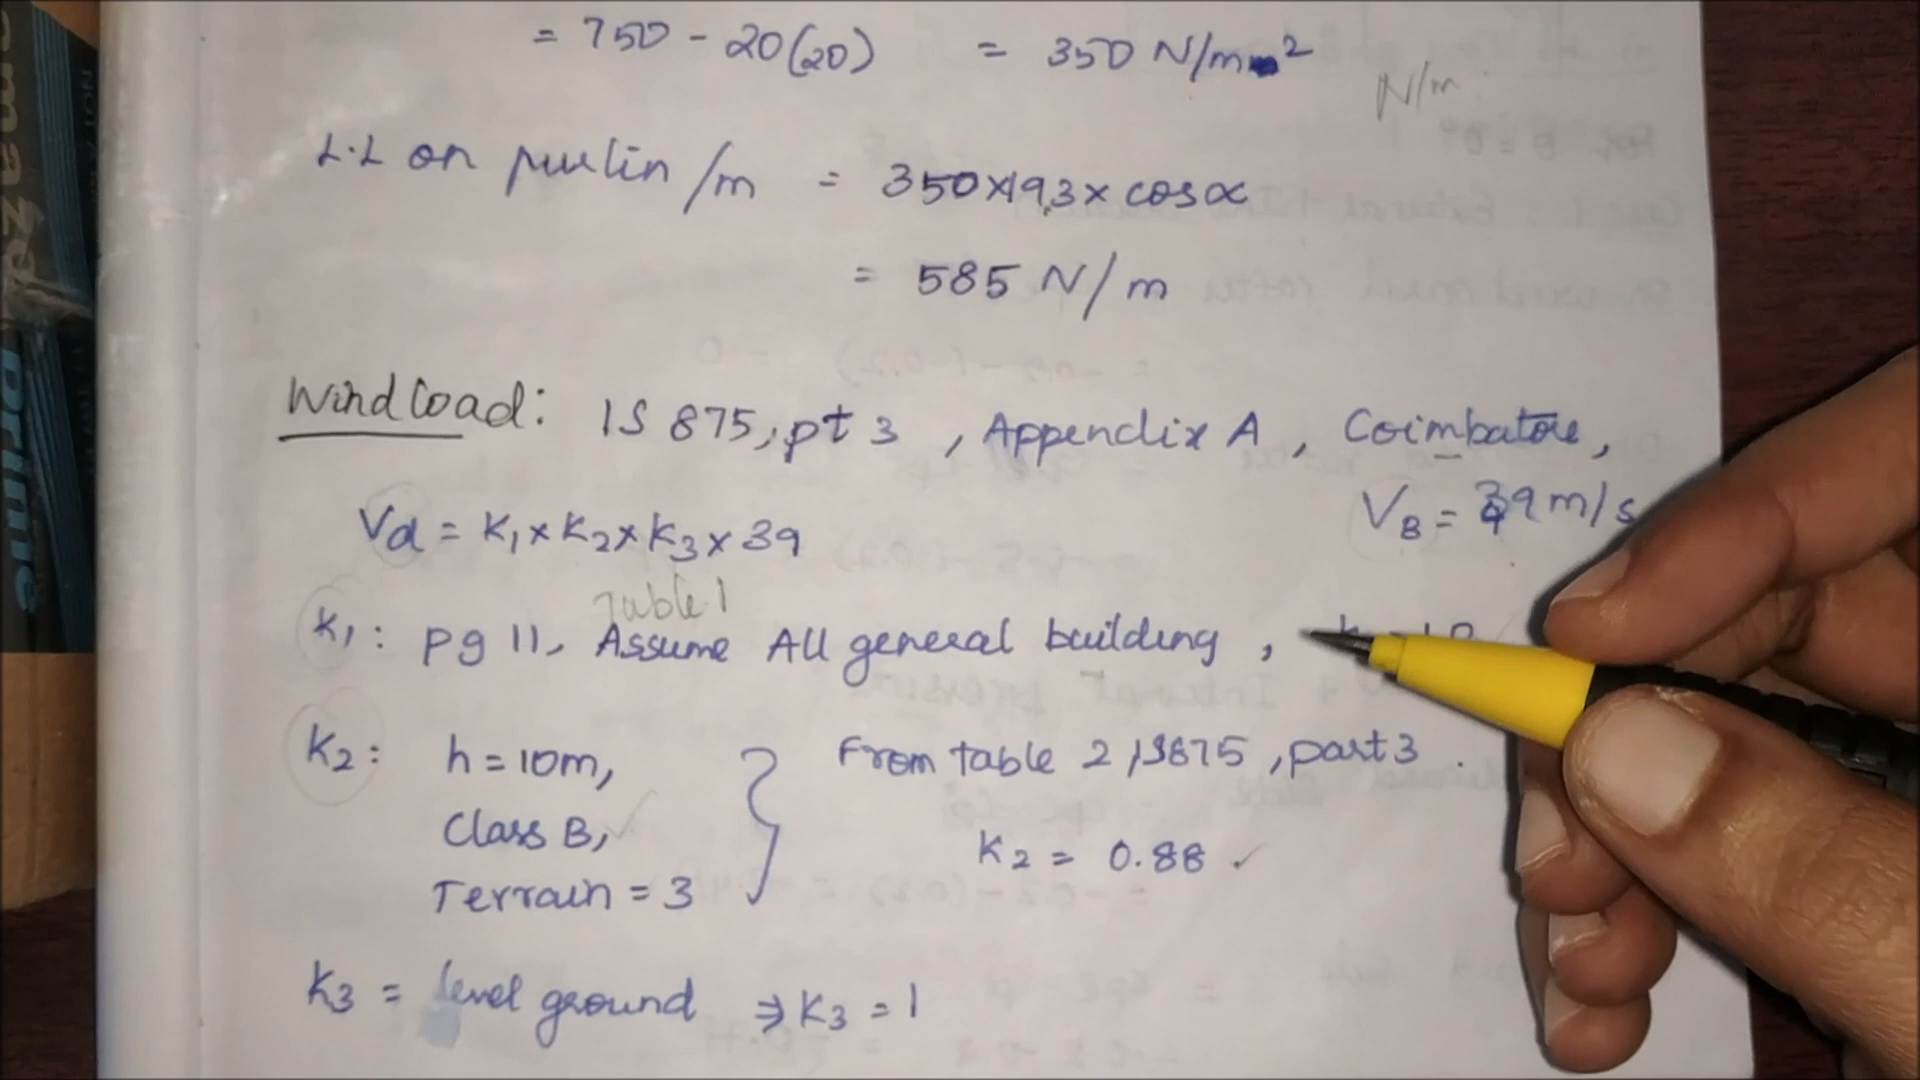 = 750 - 20(20) = 350 N/m²
N/m
L.L on purlin /m = 350×1.93× cosα
= 585 N/m
Wind load: IS 875, pt 3, Appendix A, Coimbatore,
VB = 39 m/s
Vd = K₁×K₂×K₃×39
Table 1
K₁: pg 11, Assume All general building,
K₂: h = 10m, From table 2, IS875, part 3.
Class B,
K₂ = 0.88 ✓
Terrain = 3
K₃ = level ground ⇒ K₃ = 1
prime